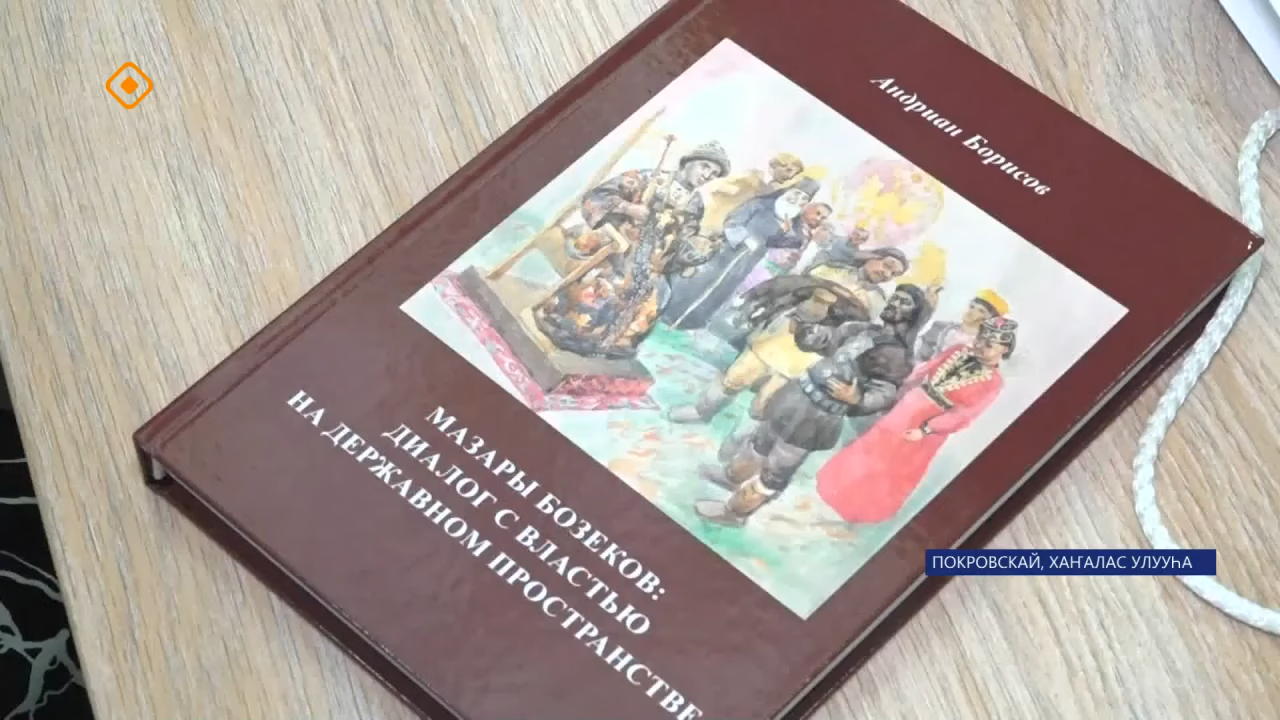 Андриан Борисов
МАЗАРЫ БОЗЕКОВ:
ДИАЛОГ С ВЛАСТЬЮ
НА ДЕРЖАВНОМ ПРОСТРАНСТВЕ
ПОКРОВСКАЙ, ХАҤАЛАС УЛУУҺА